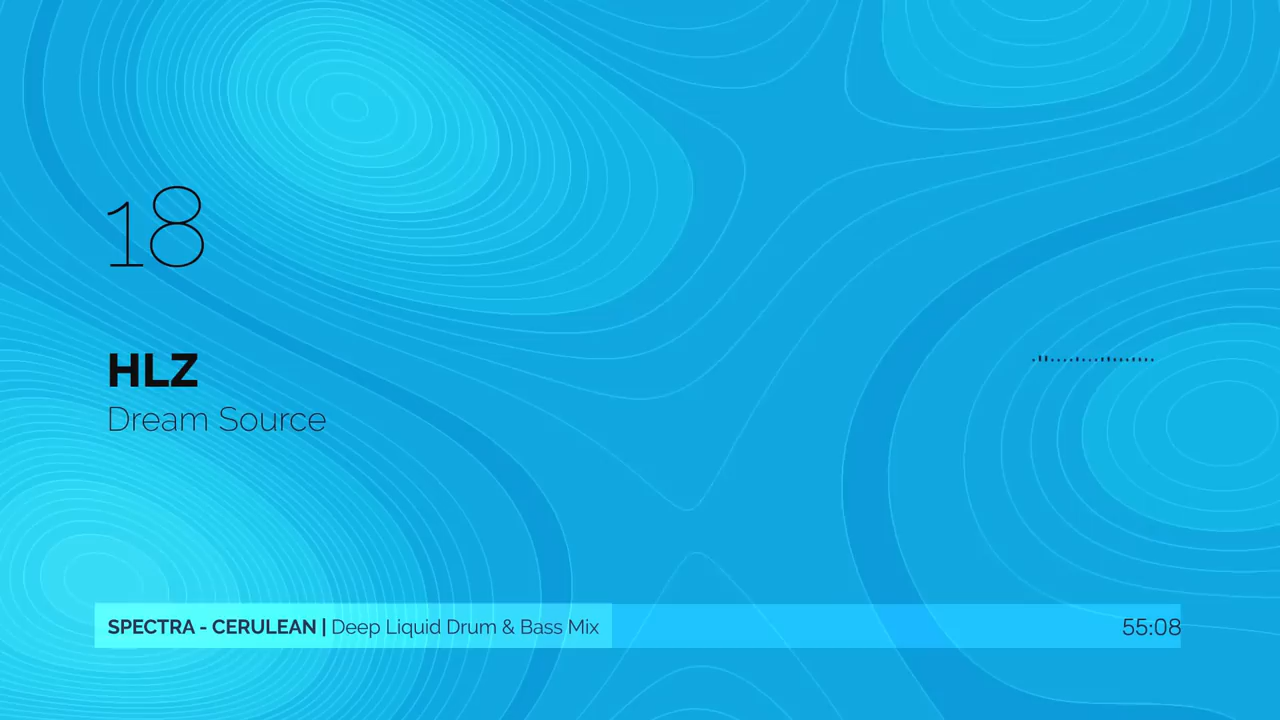 18
HLZ
Dream Source
SPECTRA - CERULEAN | Deep Liquid Drum & Bass Mix
55:08